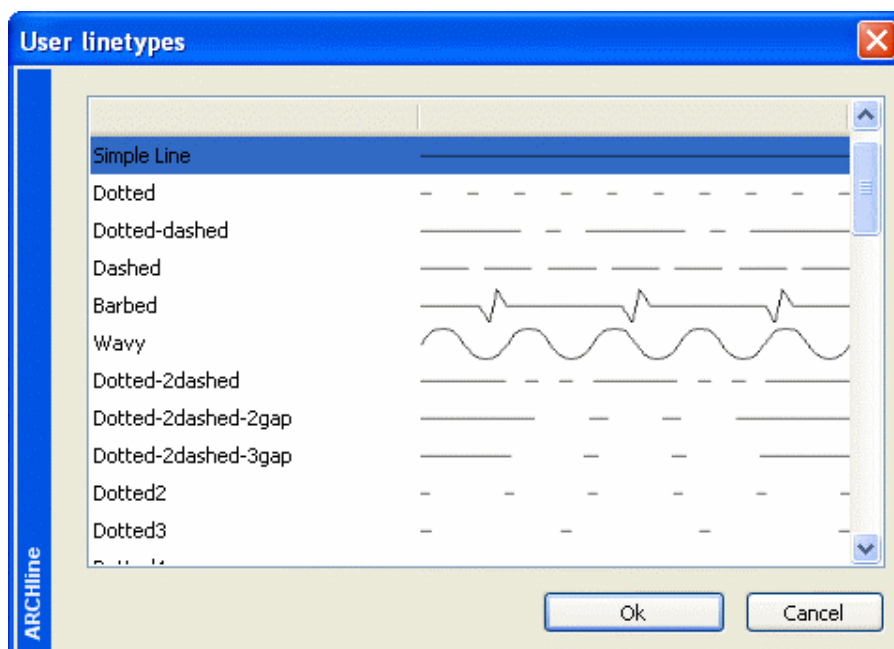 User linetypes
Simple Line
Dotted
Dotted-dashed
Dashed
Barbed
Wavy
Dotted-2dashed
Dotted-2dashed-2gap
Dotted-2dashed-3gap
Dotted2
Dotted3
ARCHline
Ok
Cancel